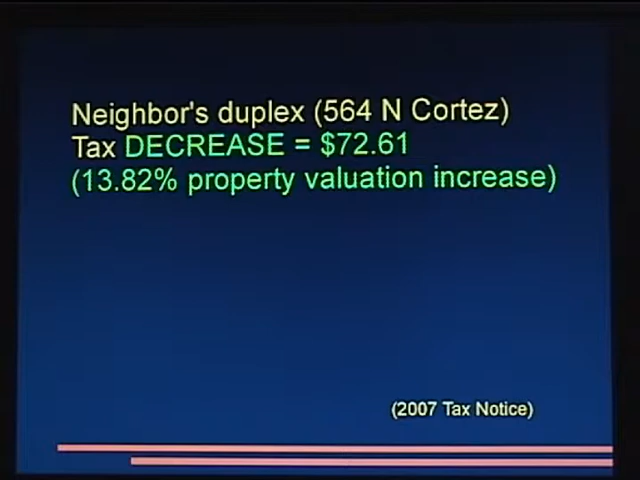 Neighbor's duplex (564 N Cortez)
Tax DECREASE = $72.61
(13.82% property valuation increase)
(2007 Tax Notice)